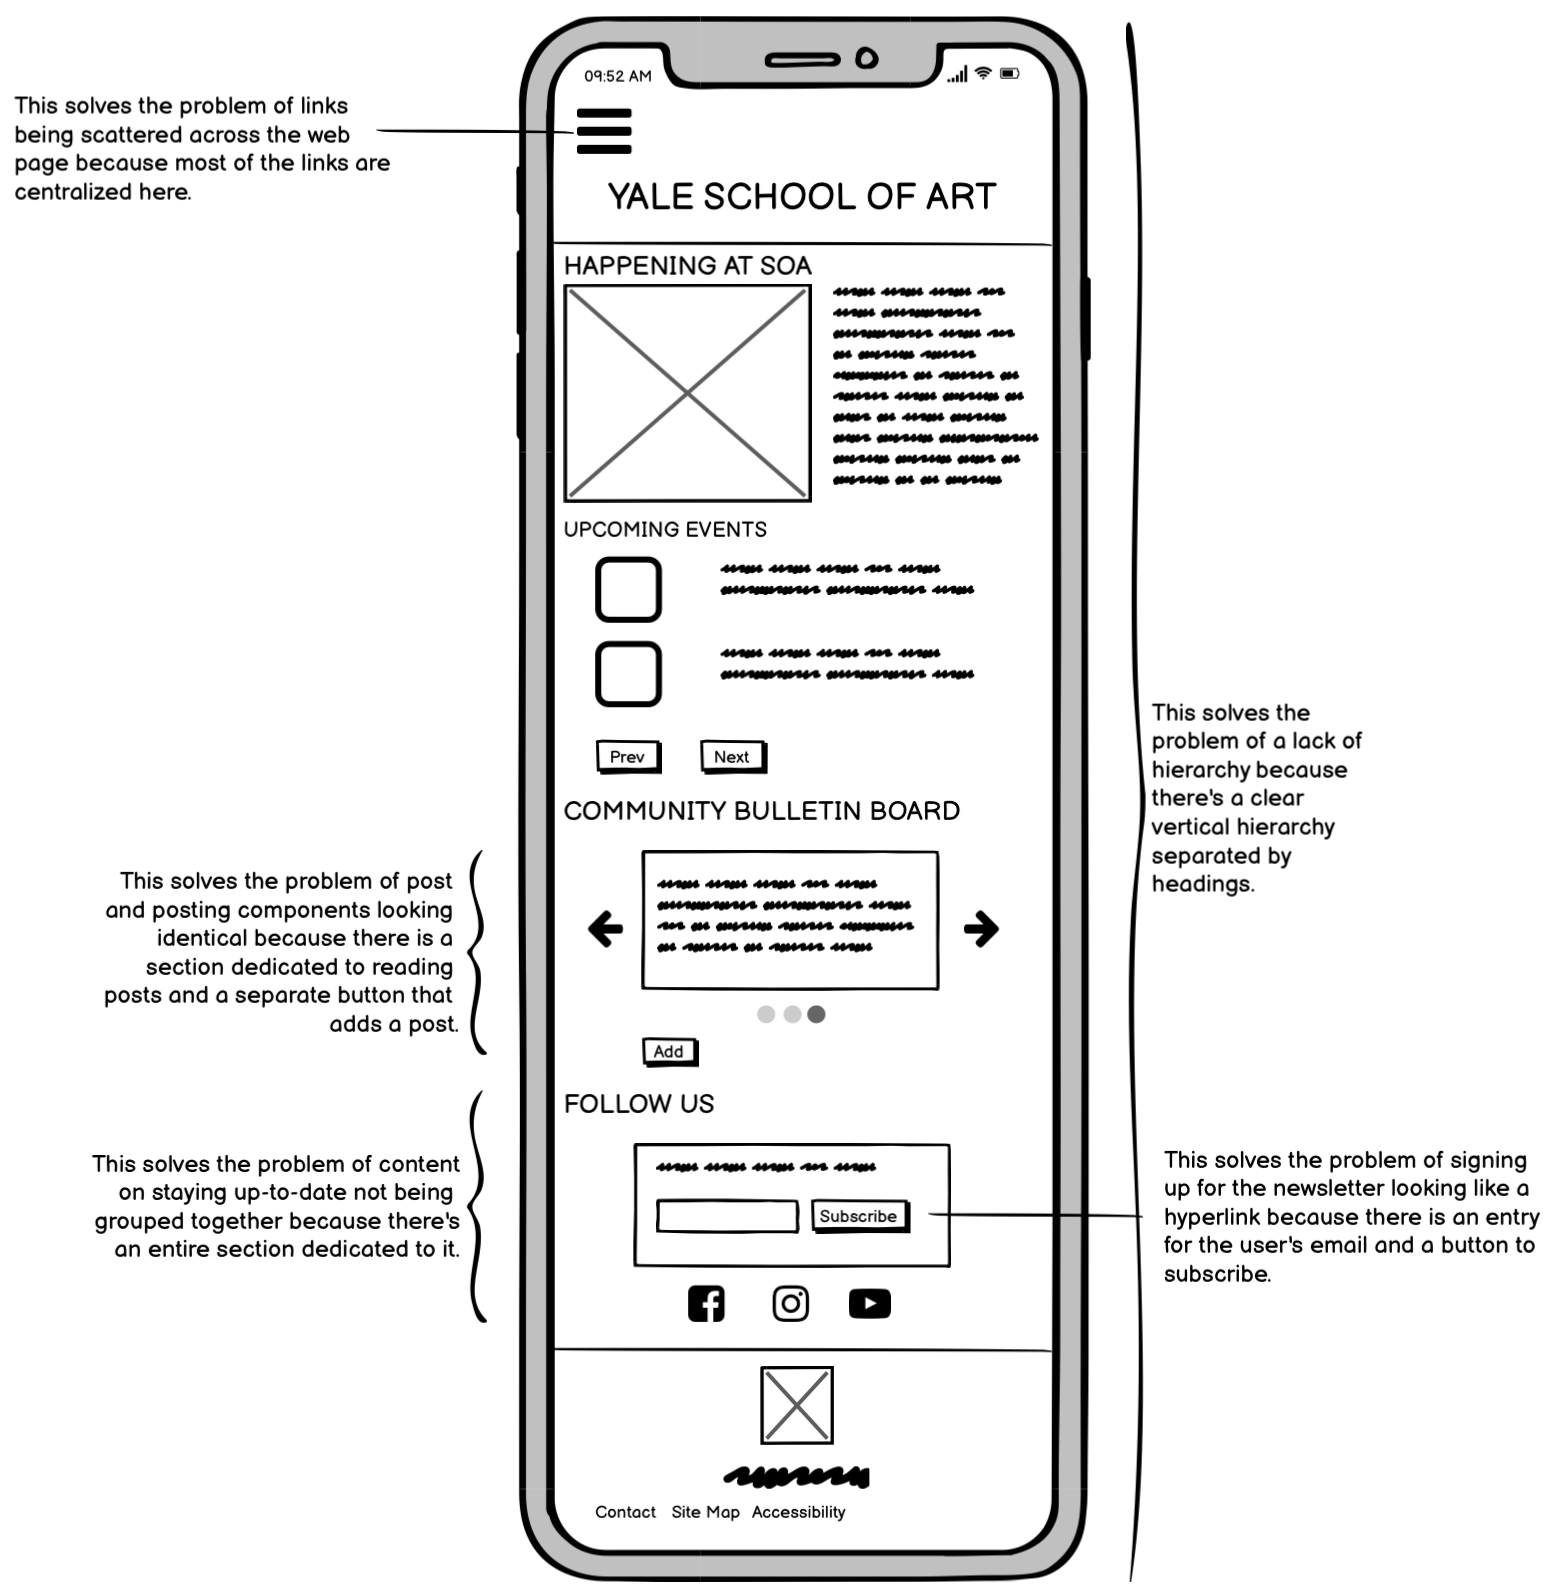 09:52 AM
This solves the problem of links
being scattered across the web
page because most of the links are
centralized here.
YALE SCHOOL OF ART
HAPPENING AT SOA
UPCOMING EVENTS
Prev
Next
This solves the
problem of a lack of
hierarchy because
there's a clear
vertical hierarchy
separated by
headings.
COMMUNITY BULLETIN BOARD
This solves the problem of post
and posting components looking
identical because there is a
section dedicated to reading
posts and a separate button that
adds a post.
Add
FOLLOW US
This solves the problem of content
on staying up-to-date not being
grouped together because there's
an entire section dedicated to it.
Subscribe
This solves the problem of signing
up for the newsletter looking like a
hyperlink because there is an entry
for the user's email and a button to
subscribe.
Contact Site Map Accessibility